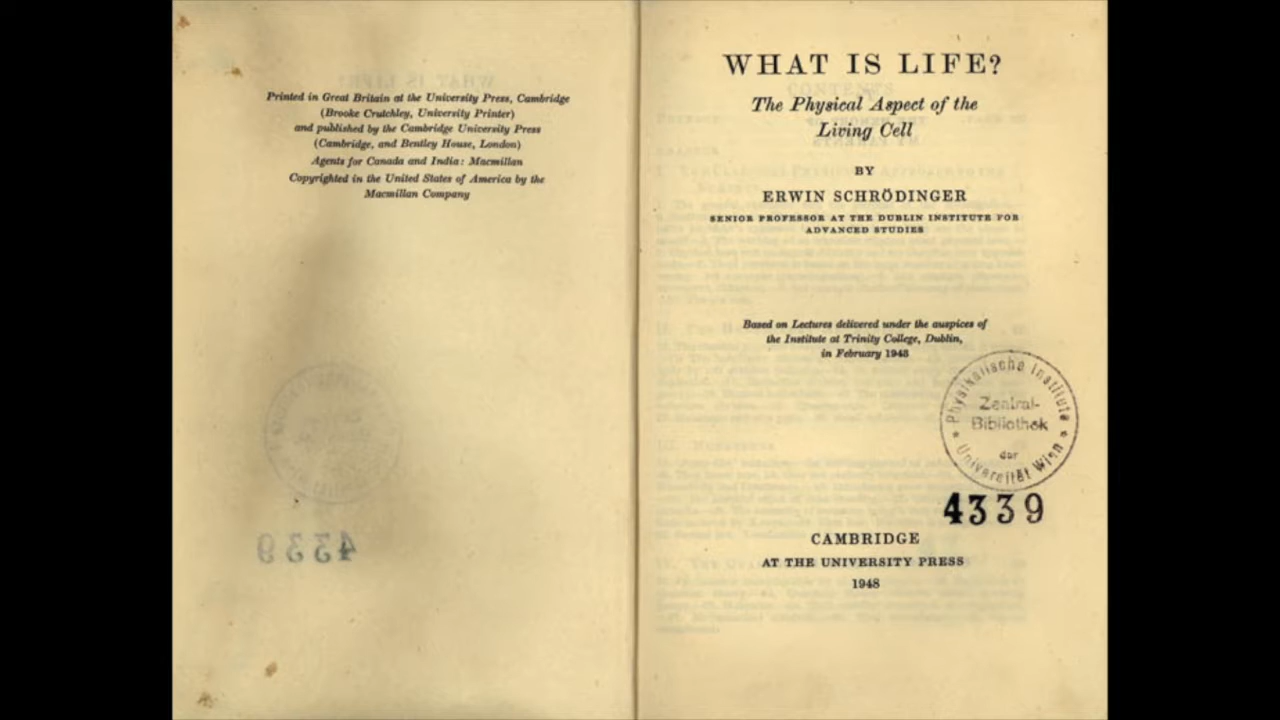 Printed in Great Britain at the University Press, Cambridge
(Brooke Crutchley, University Printer)
and published by the Cambridge University Press
(Cambridge, and Bentley House, London)
Agents for Canada and India: Macmillan
Copyrighted in the United States of America by the
Macmillan Company
WHAT IS LIFE?
The Physical Aspect of the
Living Cell
BY
ERWIN SCHRÖDINGER
SENIOR PROFESSOR AT THE DUBLIN INSTITUTE FOR
ADVANCED STUDIES
Based on Lectures delivered under the auspices of
the Institute at Trinity College, Dublin,
in February 1943
Physikalische Institute
Zentral-
Bibliothek
der
Universität Wien
4339
CAMBRIDGE
AT THE UNIVERSITY PRESS
1948